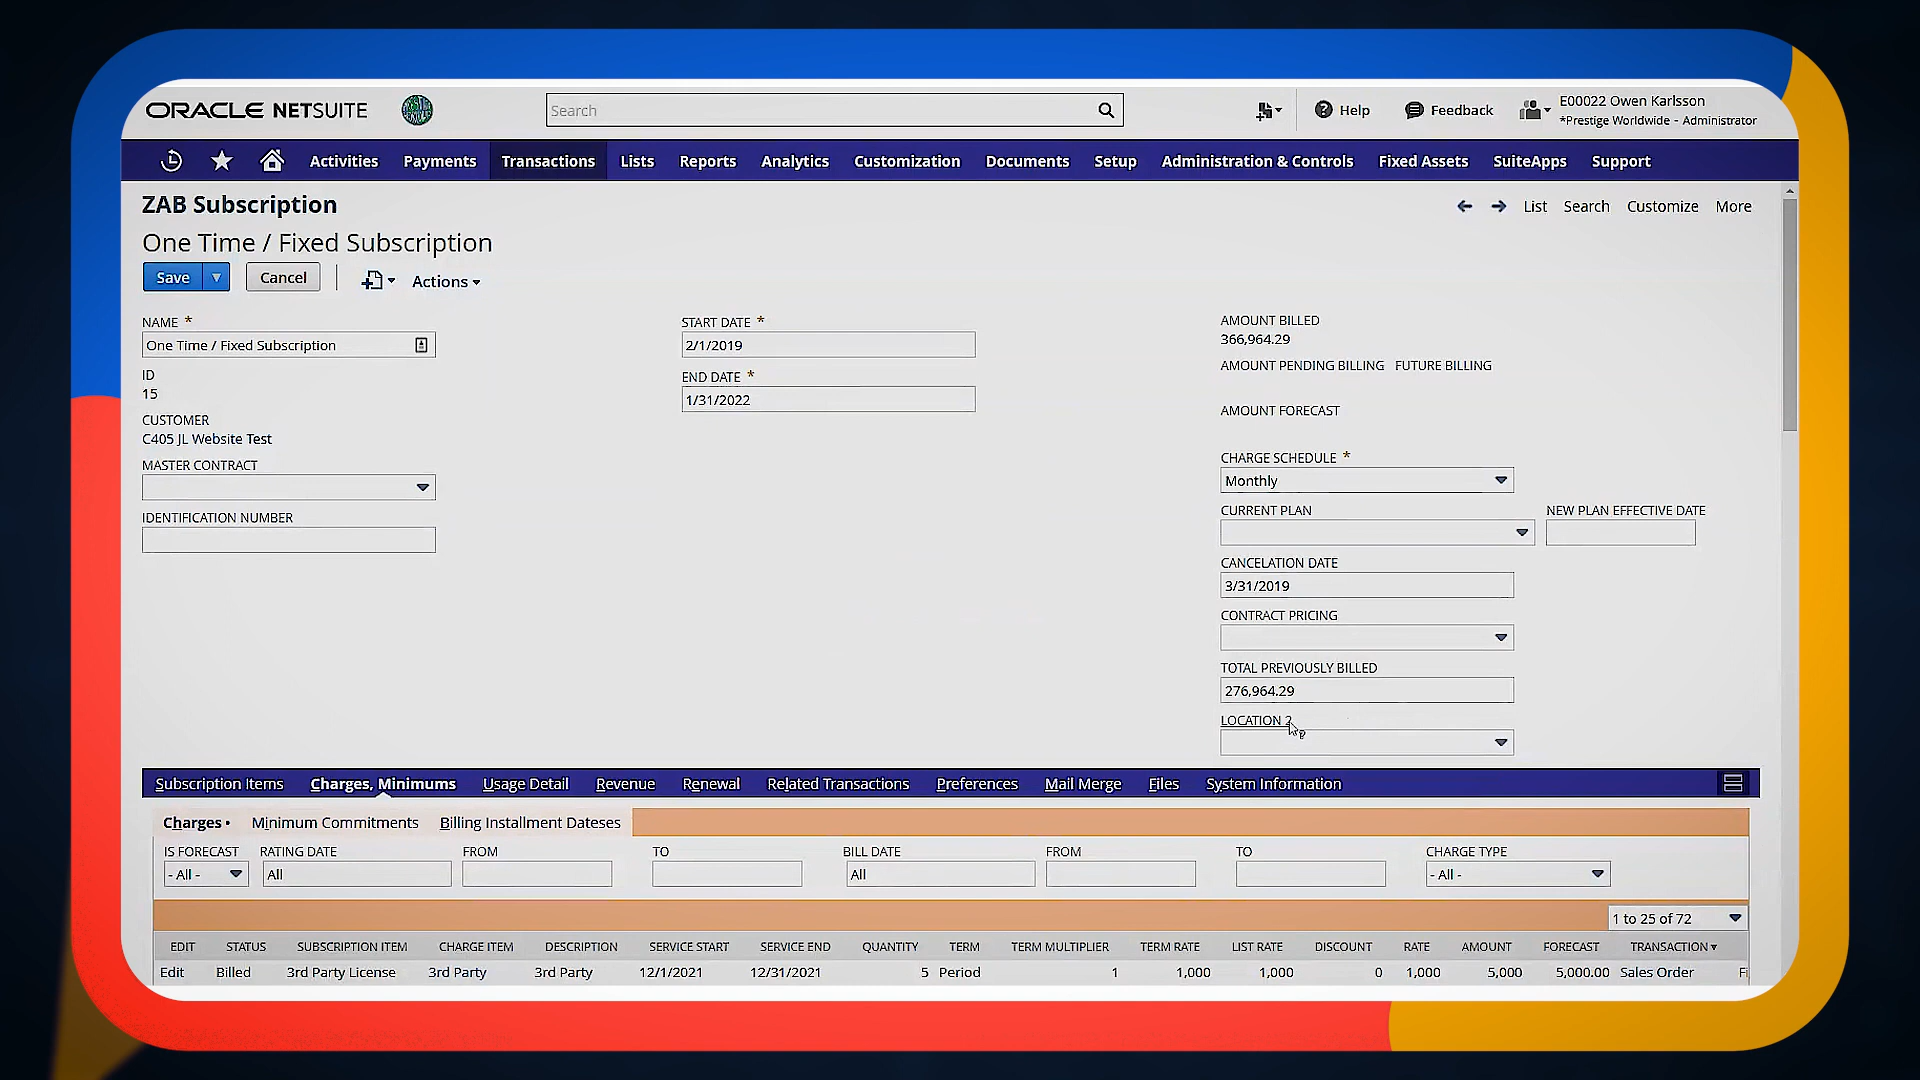 ORACLE NETSUITE
Search
Help
Feedback
E00022 Owen Karlsson
*Prestige Worldwide - Administrator
Activities Payments Transactions Lists Reports Analytics Customization Documents Setup Administration & Controls Fixed Assets SuiteApps Support
ZAB Subscription
List Search Customize More
One Time / Fixed Subscription
Save Cancel Actions
NAME *
One Time / Fixed Subscription
ID
15
CUSTOMER
C405 JL Website Test
MASTER CONTRACT
IDENTIFICATION NUMBER
START DATE *
2/1/2019
END DATE *
1/31/2022
AMOUNT BILLED
366,964.29
AMOUNT PENDING BILLING FUTURE BILLING
AMOUNT FORECAST
CHARGE SCHEDULE *
Monthly
CURRENT PLAN NEW PLAN EFFECTIVE DATE
CANCELATION DATE
3/31/2019
CONTRACT PRICING
TOTAL PREVIOUSLY BILLED
276,964.29
LOCATION 2
Subscription Items Charges, Minimums Usage Detail Revenue Renewal Related Transactions Preferences Mail Merge Files System Information
Charges • Minimum Commitments Billing Installment Dateses
IS FORECAST RATING DATE FROM TO BILL DATE FROM TO CHARGE TYPE
- All - All All - All -
1 to 25 of 72
EDIT STATUS SUBSCRIPTION ITEM CHARGE ITEM DESCRIPTION SERVICE START SERVICE END QUANTITY TERM TERM MULTIPLIER TERM RATE LIST RATE DISCOUNT RATE AMOUNT FORECAST TRANSACTION
Edit Billed 3rd Party License 3rd Party 3rd Party 12/1/2021 12/31/2021 5 Period 1 1,000 1,000 0 1,000 5,000 5,000.00 Sales Order